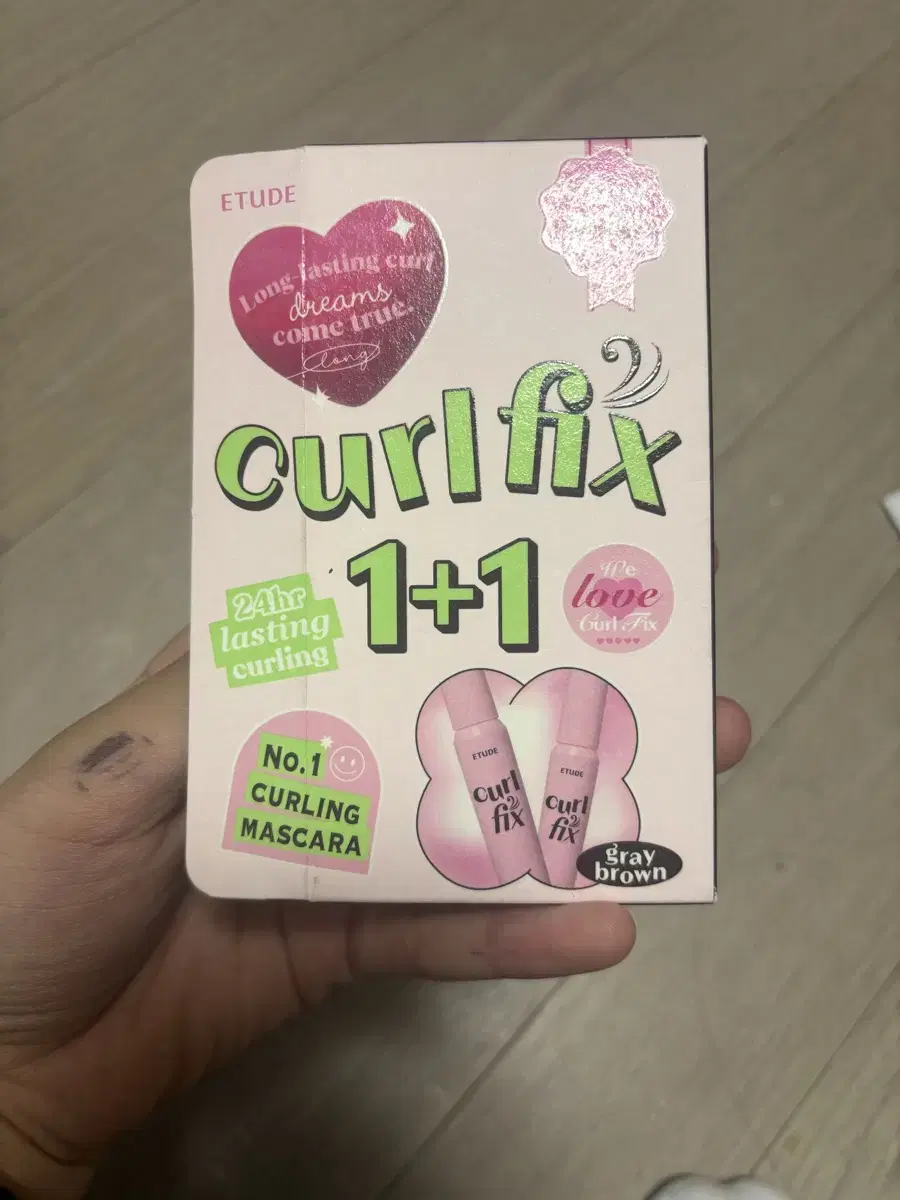 ETUDE
Long-lasting curl
dreams
come true.
long
curl fix
1+1
24hr
lasting
curling
We
love
Curl Fix
No.1
CURLING
MASCARA
ETUDE
curl
fix
ETUDE
curl
fix
gray
brown